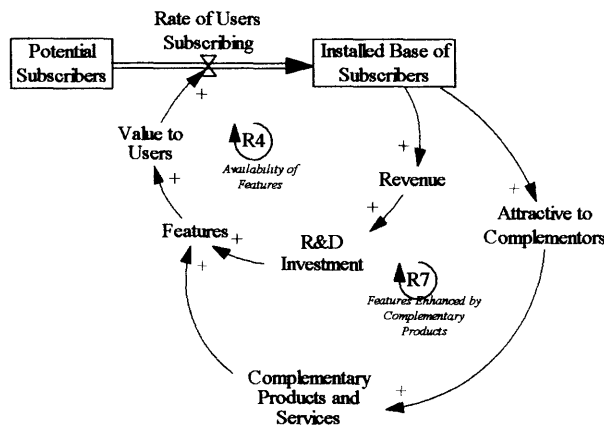 Rate of Users
Subscribing
Potential
Subscribers
Installed Base of
Subscribers
+
Value to
Users
R4
Availability of
Features
+
Revenue
+
+
+
Attractive to
Complementors
Features
+
+
R&D
Investment
+
R7
Features Enhanced by
Complementary
Products
Complementary
Products and
Services
+